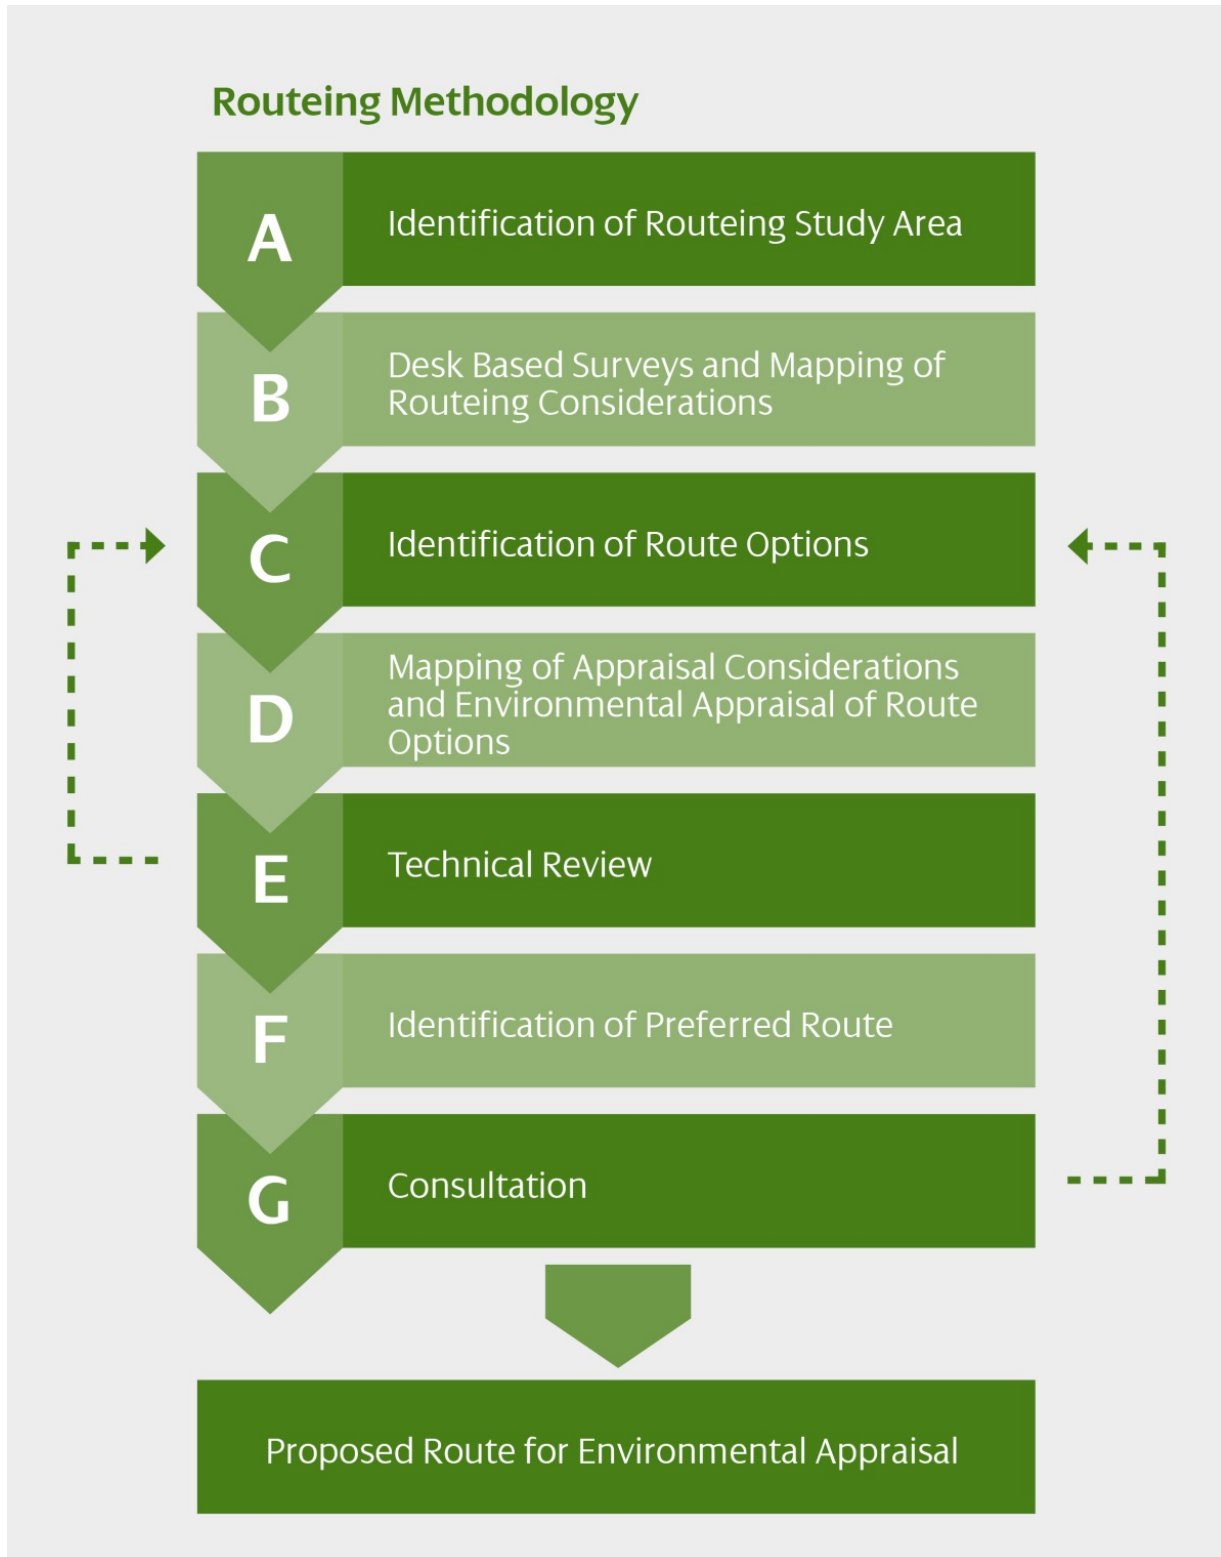 Routeing Methodology
A
Identification of Routeing Study Area
B
Desk Based Surveys and Mapping of
Routeing Considerations
C
Identification of Route Options
D
Mapping of Appraisal Considerations
and Environmental Appraisal of Route
Options
E
Technical Review
F
Identification of Preferred Route
G
Consultation
Proposed Route for Environmental Appraisal